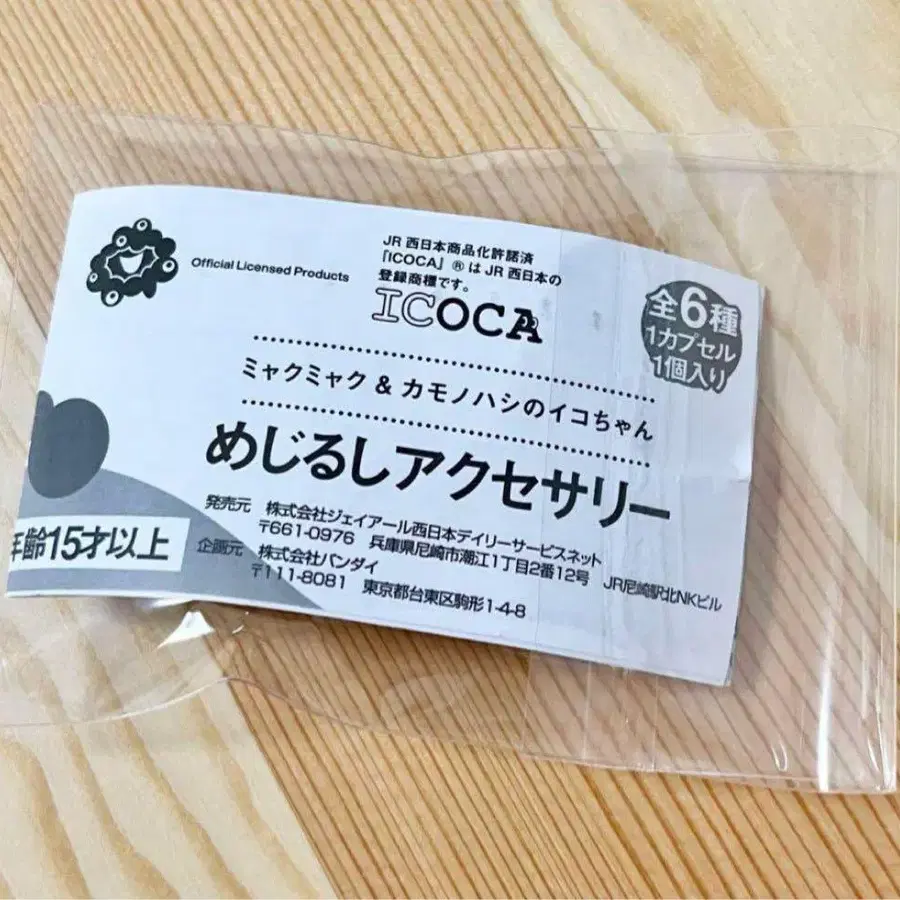 Official Licensed Products
JR 西日本商品化許諾済
『ICOCA』® は JR 西日本の
登録商標です。
ICOCA
全6種
1カプセル
1個入り
ミャクミャク & カモノハシのイコちゃん
めじるしアクセサリー
発売元 株式会社ジェイアール西日本デイリーサービスネット
〒661-0976 兵庫県尼崎市潮江1丁目2番12号 JR尼崎駅北NKビル
企画元 株式会社バンダイ
〒111-8081 東京都台東区駒形1-4-8
年齢15才以上